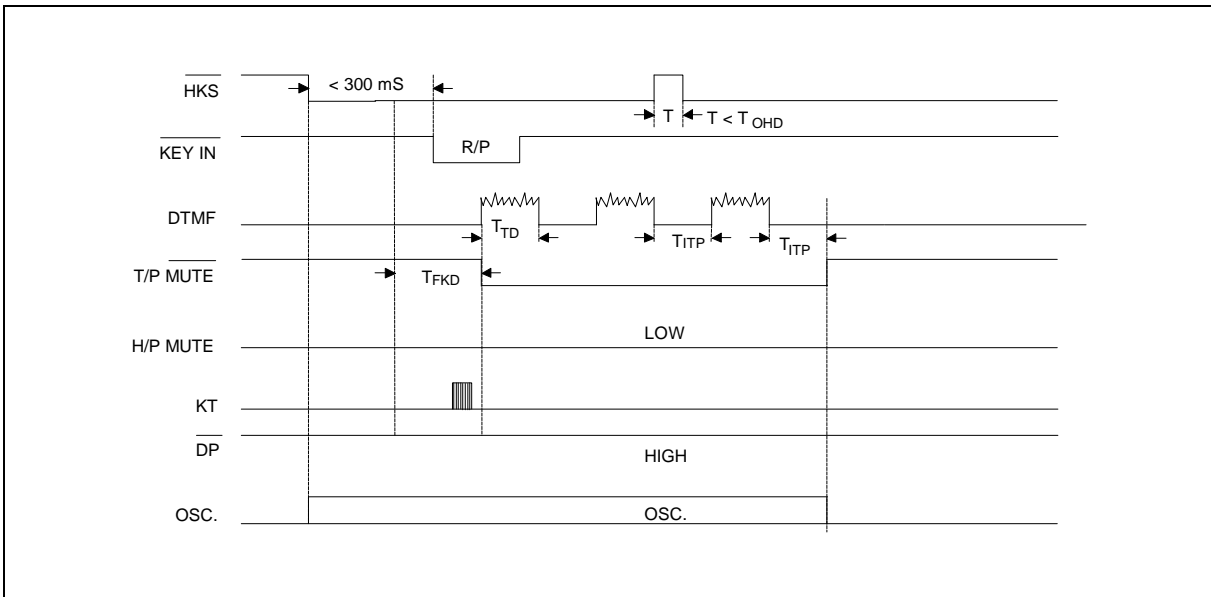 HKS
< 300 mS
T
T < TOHD
KEY IN
R/P
DTMF
TTD
TITP
TITP
T/P MUTE
TFKD
LOW
H/P MUTE
KT
DP
HIGH
OSC.
OSC.